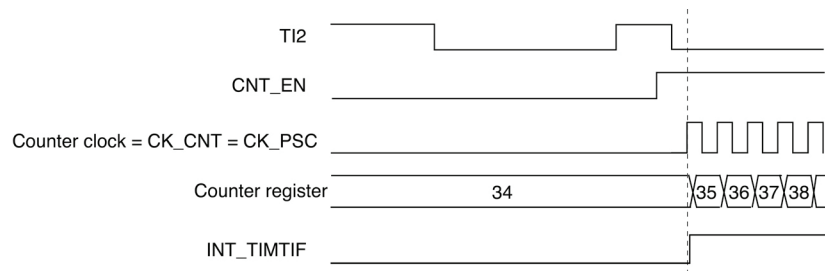 TI2
CNT_EN
Counter clock = CK_CNT = CK_PSC
Counter register 34 35 36 37 38
INT_TIMTIF